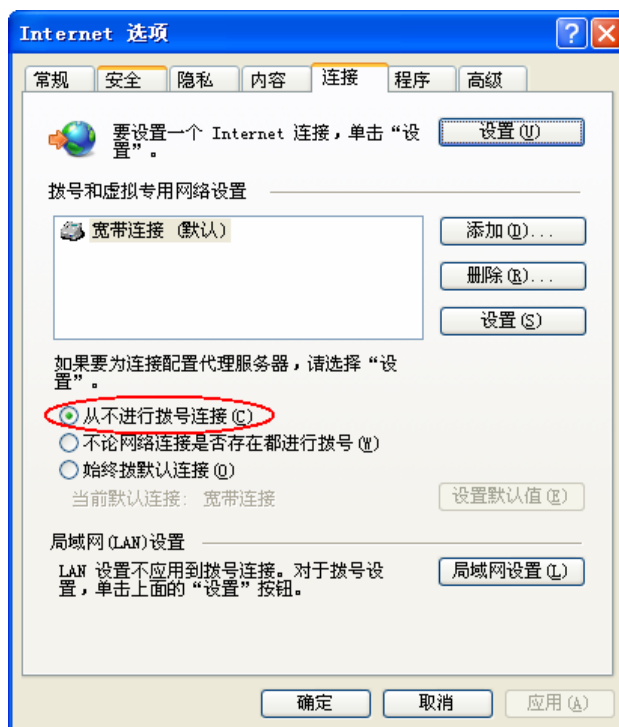 Internet 选项
常规 安全 隐私 内容 连接 程序 高级
要设置一个 Internet 连接，单击“设
置”。
设置(U)
拨号和虚拟专用网络设置
宽带连接 (默认)
添加(D)...
删除(R)...
设置(S)
如果要为连接配置代理服务器，请选择“设
置”。
从不进行拨号连接(C)
不论网络连接是否存在都进行拨号(W)
始终拨默认连接(O)
当前默认连接: 宽带连接
设置默认值(E)
局域网(LAN)设置
LAN 设置不应用到拨号连接。对于拨号设
置，单击上面的“设置”按钮。
局域网设置(L)
确定 取消 应用(A)